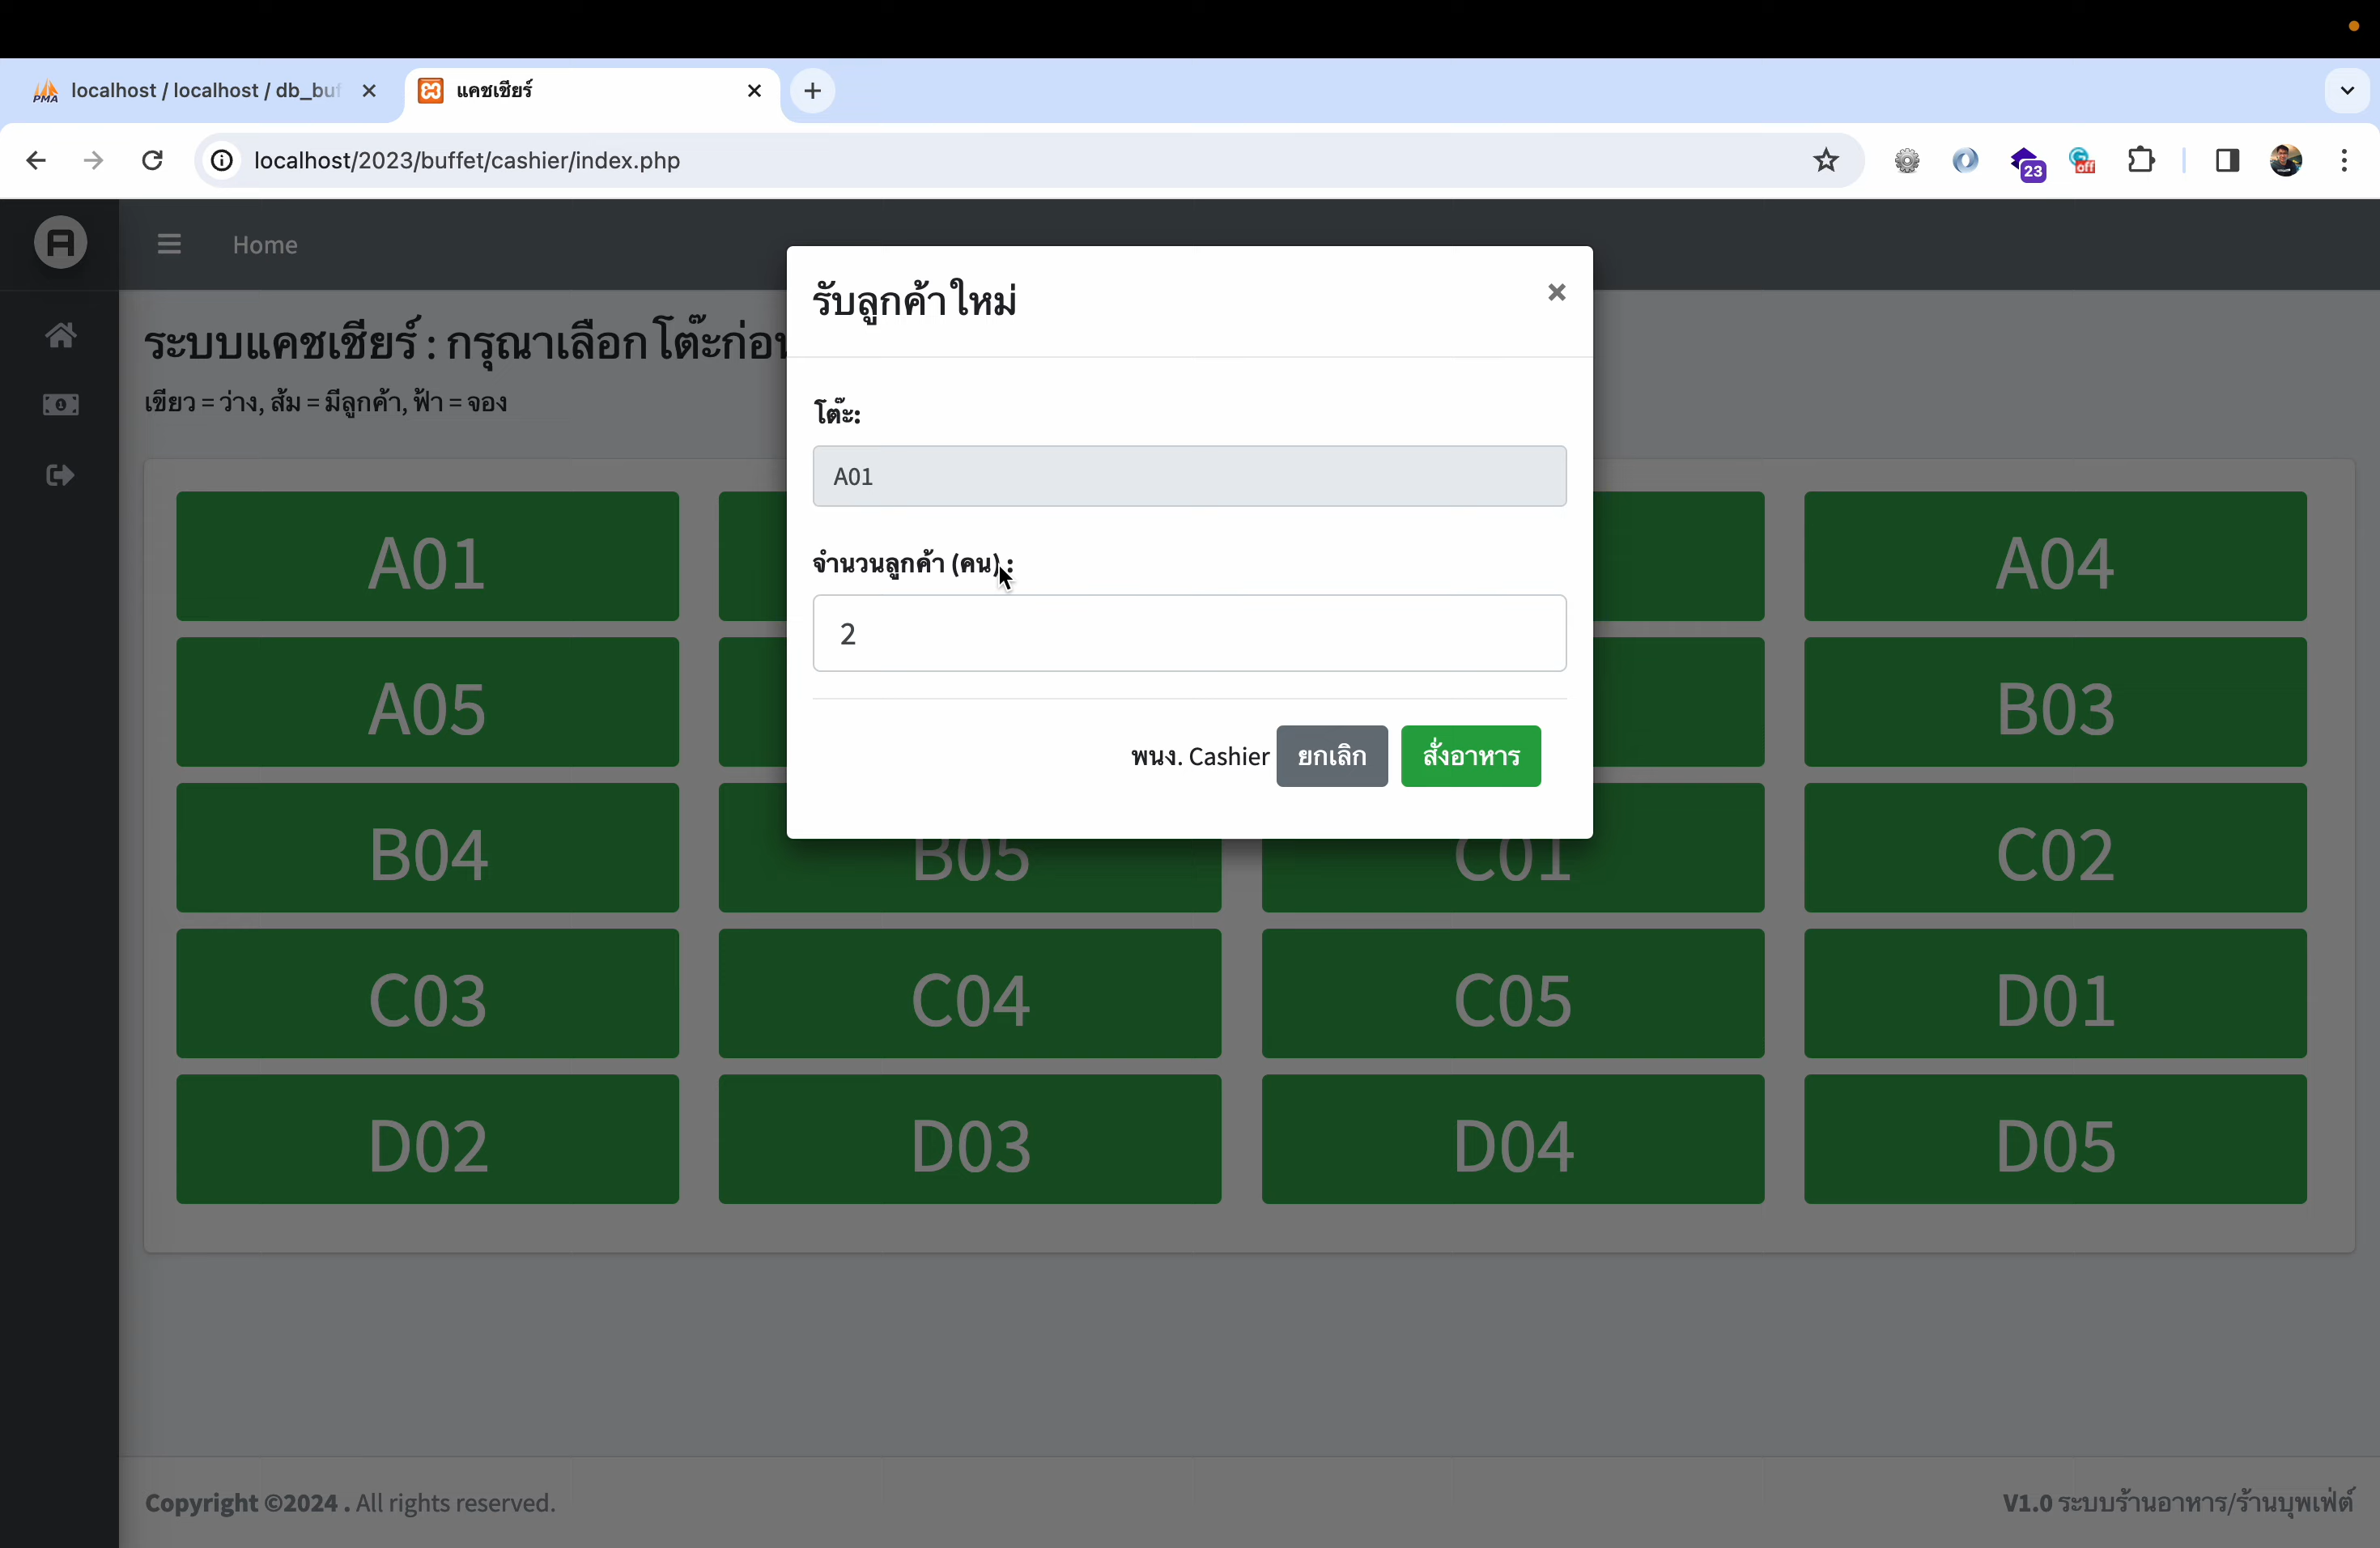 localhost / localhost / db_buf
แคชเชียร์
localhost/2023/buffet/cashier/index.php
23
off
Home
รับลูกค้าใหม่
ระบบแคชเชียร์ : กรุณาเลือกโต๊ะก่อน
เขียว = ว่าง, ส้ม = มีลูกค้า, ฟ้า = จอง
โต๊ะ:
A01
จำนวนลูกค้า (คน) :
2
พนง. Cashier ยกเลิก สั่งอาหาร
A01 A04
A05 B03
B04 B05 C01 C02
C03 C04 C05 D01
D02 D03 D04 D05
Copyright ©2024 . All rights reserved.
V1.0 ระบบร้านอาหาร/ร้านบุพเฟ่ต์